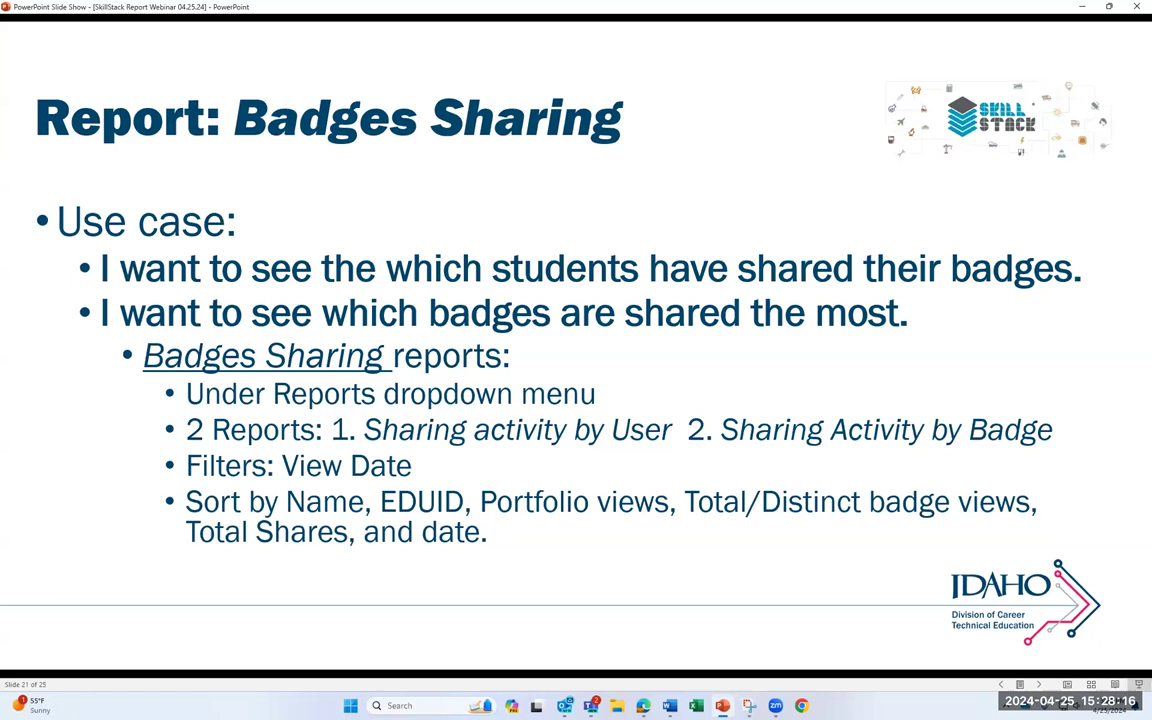 PowerPoint Slide Show - [SkillStack Report Webinar 04.25.24] - PowerPoint
Report: Badges Sharing
SKILL
STACK
• Use case:
• I want to see the which students have shared their badges.
• I want to see which badges are shared the most.
• Badges Sharing reports:
• Under Reports dropdown menu
• 2 Reports: 1. Sharing activity by User 2. Sharing Activity by Badge
• Filters: View Date
• Sort by Name, EDUID, Portfolio views, Total/Distinct badge views,
Total Shares, and date.
IDAHO
Division of Career
Technical Education
Slide 21 of 25
1
55°F
Sunny
Search
2
2024-04-25 15:28:16